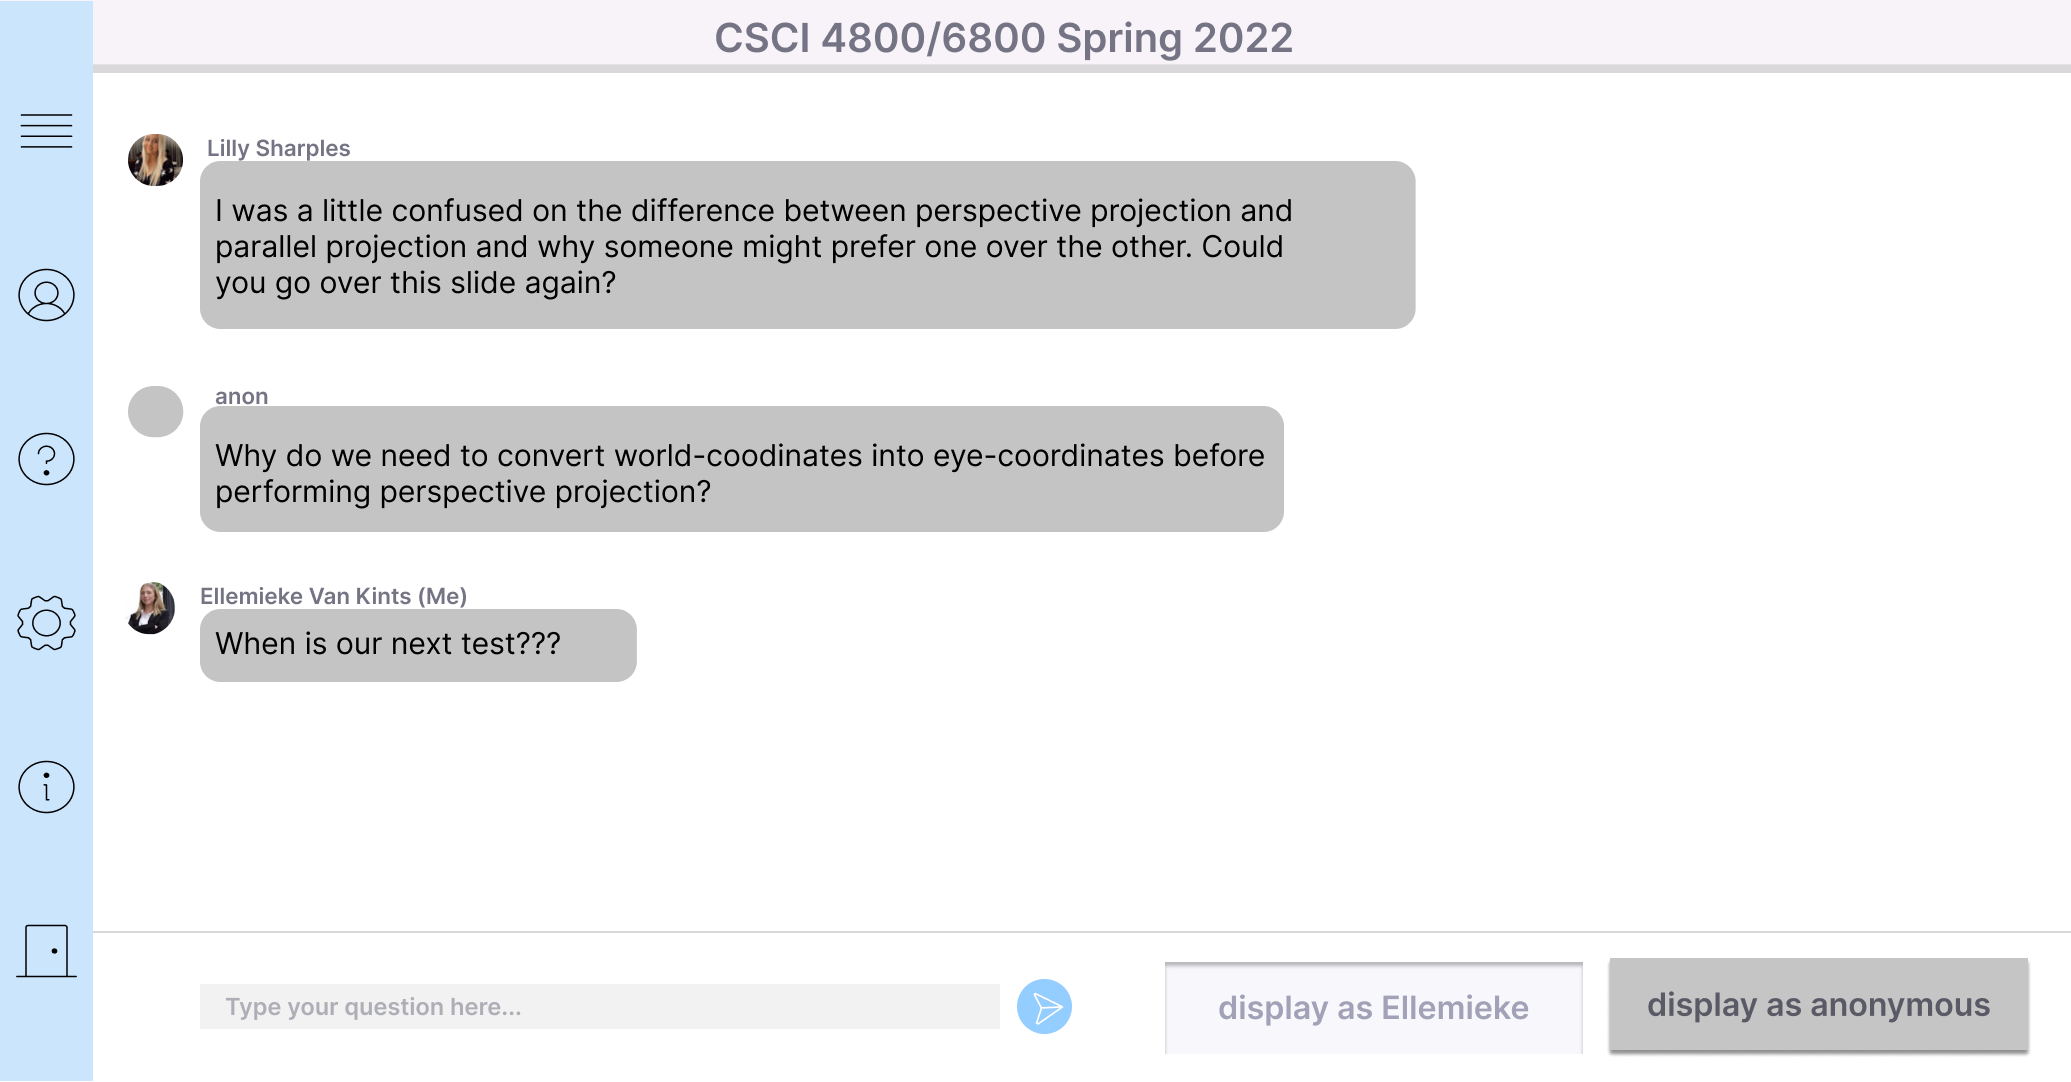 CSCI 4800/6800 Spring 2022
Lilly Sharples
I was a little confused on the difference between perspective projection and
parallel projection and why someone might prefer one over the other. Could
you go over this slide again?
anon
Why do we need to convert world-coodinates into eye-coordinates before
performing perspective projection?
Ellemieke Van Kints (Me)
When is our next test???
Type your question here...
display as Ellemieke
display as anonymous